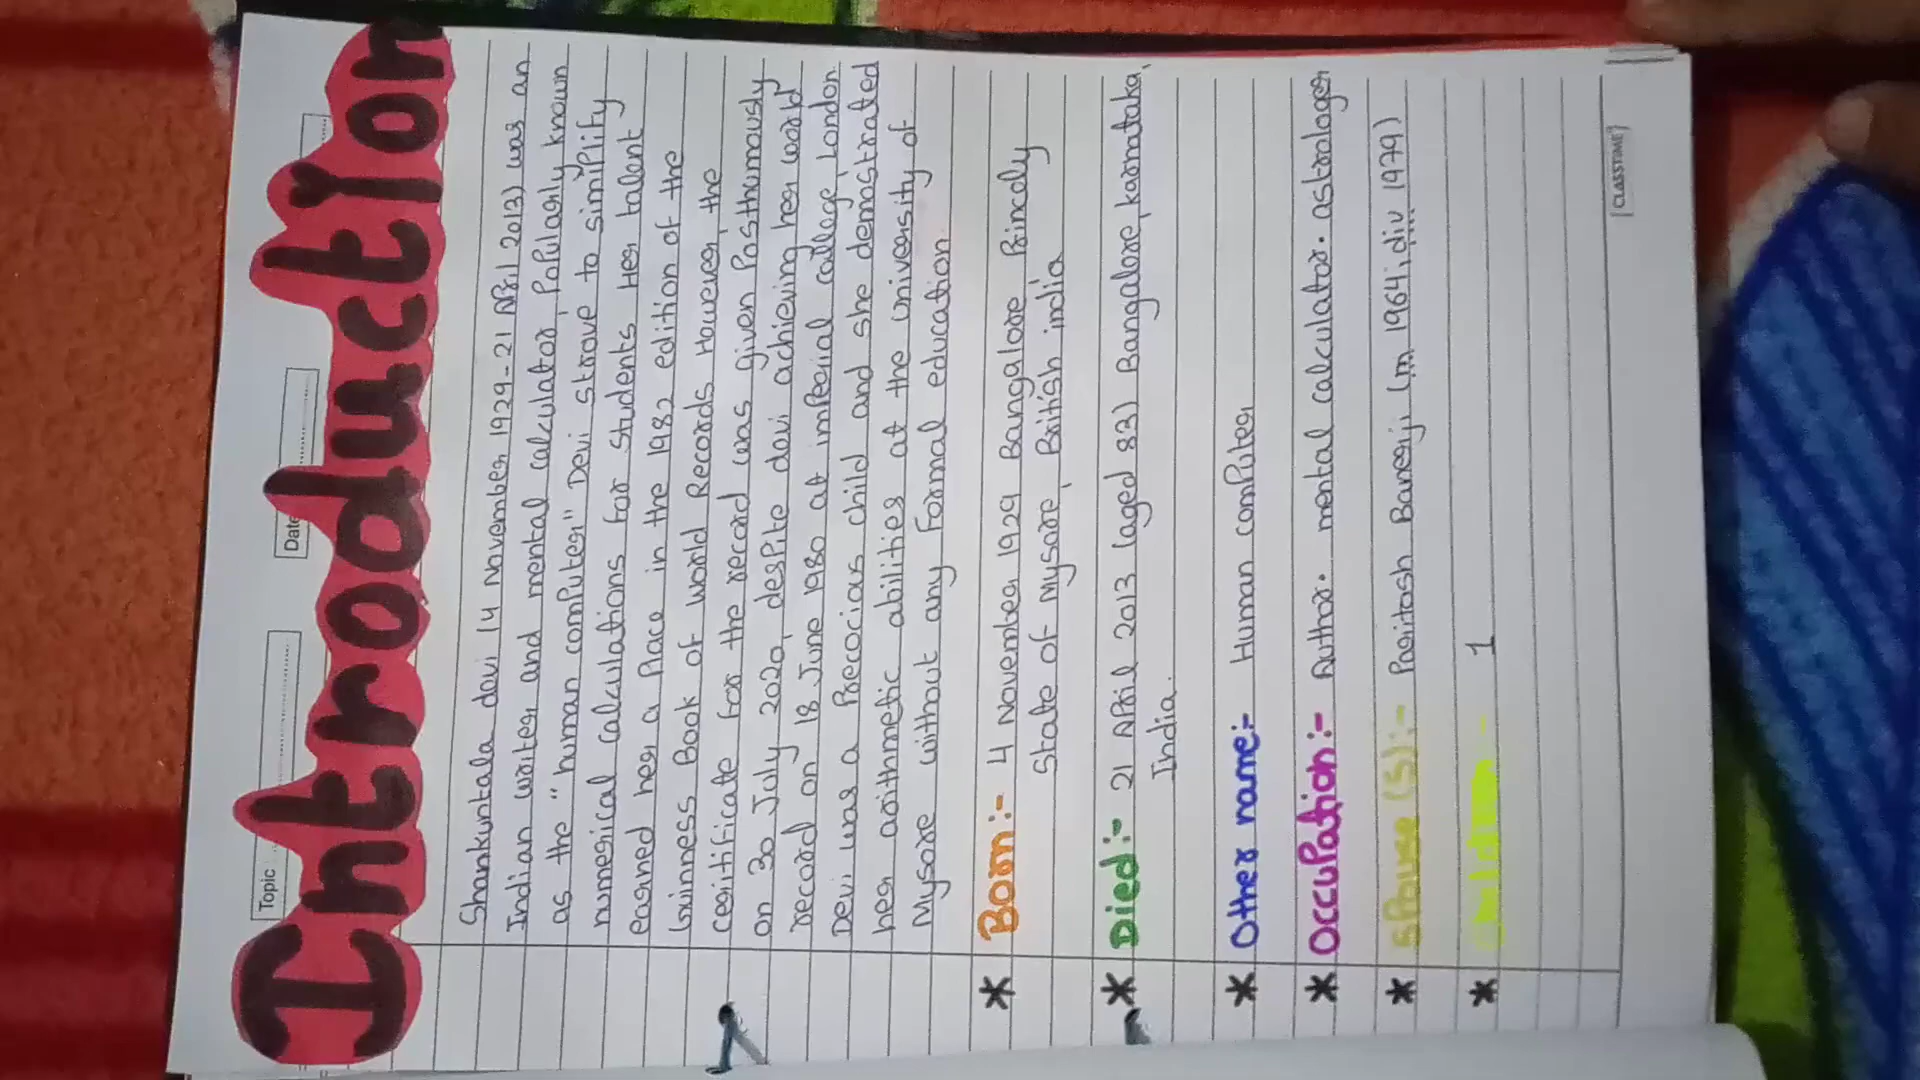 Topic
Date
Introduction
Shankuntala devi (4 November 1929-21 April 2013) was an
Indian writer and mental calculator, Popularly known
as the "human computer" Devi strove to simplify
numerical calculations for students Her talent
earned her a Place in the 1982 edition of the
Guinness Book of World Records However, the
certificate for the record was given Posthumously
on 30 July 2020, despite devi achieving her world
record on 18 June 1980 at imperial college, London
Devi was a Precocias child and she demostrated
her arithmetic abilities at the university of
Mysore without any Formal education.
* Born:- 4 November 1929 Bangalore Princely
State of Mysore, British india
* Died:- 21 April 2013 (aged 83) Bangalore, karnataka,
India.
* Other name:- Human computer
* Occupation:- Author. mental calculator. astrologer
* Spouse (s):- Paritosh Banerji (m 1964; div 1979)
* Children:- 1
CLASSTIME